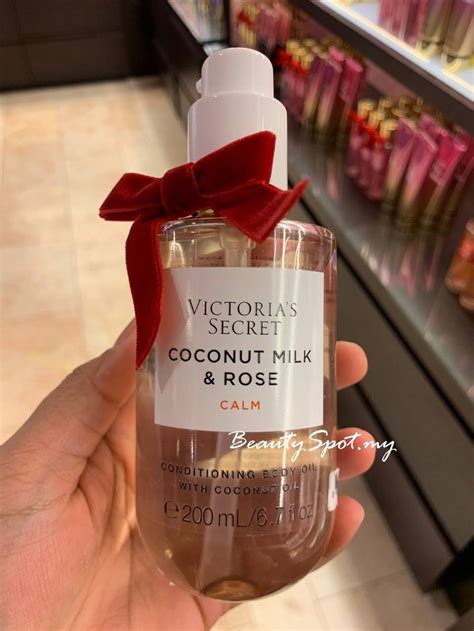 VICTORIA'S
SECRET
COCONUT MILK
& ROSE
CALM
BeautySpot.my
CONDITIONING BODY OIL
WITH COCONUT OIL
℮200 mL/6.7 fl oz